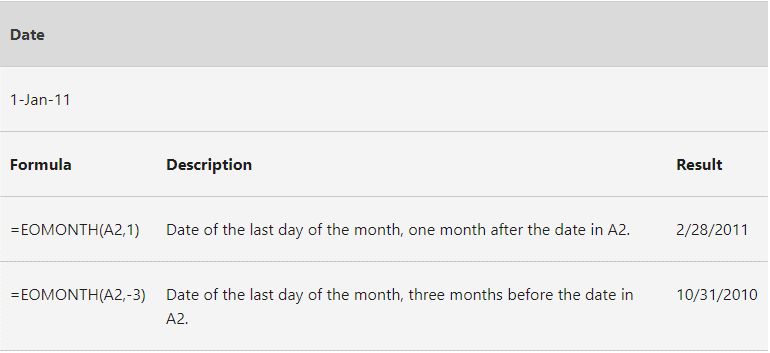 Date
1-Jan-11
Formula Description Result
=EOMONTH(A2,1) Date of the last day of the month, one month after the date in A2. 2/28/2011
=EOMONTH(A2,-3) Date of the last day of the month, three months before the date in 10/31/2010
A2.